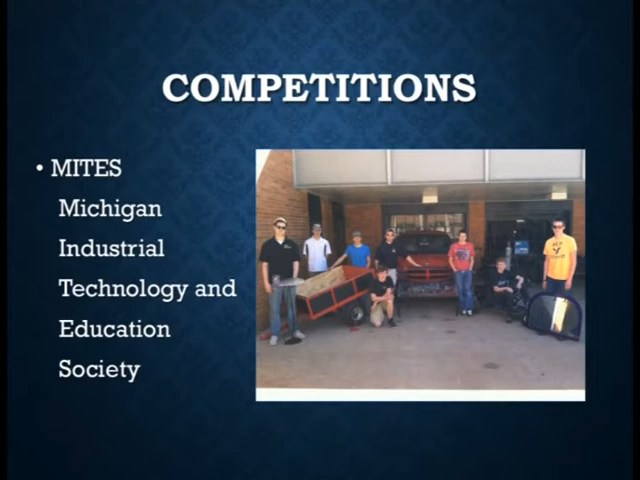 COMPETITIONS
• MITES
Michigan
Industrial
Technology and
Education
Society